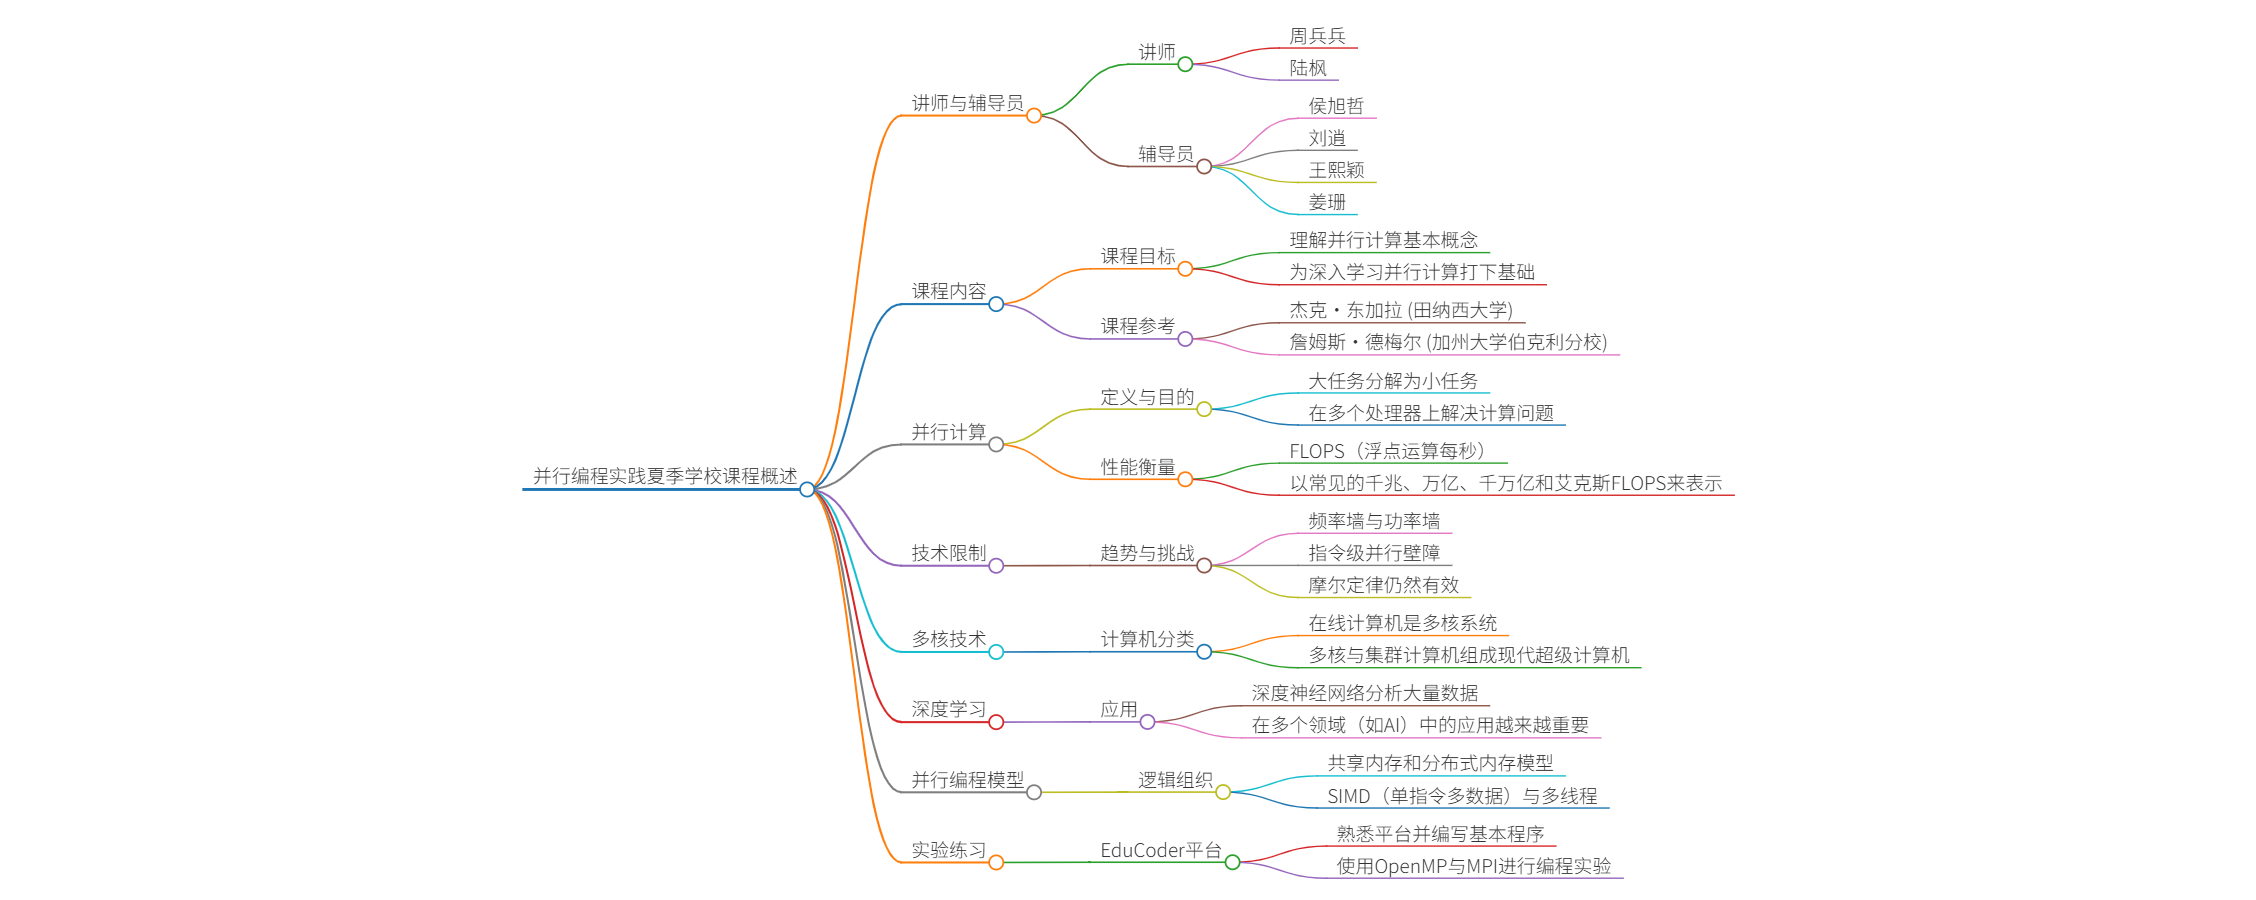 并行编程实践夏季学校课程概述
讲师与辅导员
讲师
周兵兵
陆枫
辅导员
侯旭哲
刘逍
王熙颖
姜珊
课程内容
课程目标
理解并行计算基本概念
为深入学习并行计算打下基础
课程参考
杰克·东加拉 (田纳西大学)
詹姆斯·德梅尔 (加州大学伯克利分校)
并行计算
定义与目的
大任务分解为小任务
在多个处理器上解决计算问题
性能衡量
FLOPS（浮点运算每秒）
以常见的千兆、万亿、千万亿和艾克斯FLOPS来表示
技术限制
趋势与挑战
频率墙与功率墙
指令级并行壁障
摩尔定律仍然有效
多核技术
计算机分类
在线计算机是多核系统
多核与集群计算机组成现代超级计算机
深度学习
应用
深度神经网络分析大量数据
在多个领域（如AI）中的应用越来越重要
并行编程模型
逻辑组织
共享内存和分布式内存模型
SIMD（单指令多数据）与多线程
实验练习
EduCoder平台
熟悉平台并编写基本程序
使用OpenMP与MPI进行编程实验